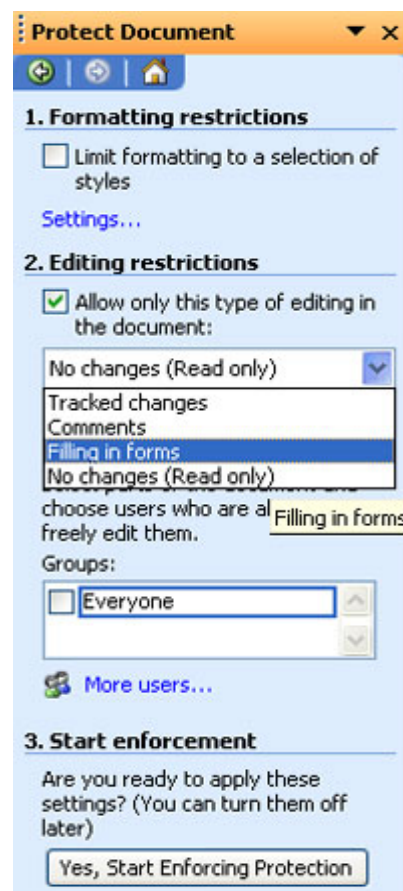 Protect Document
1. Formatting restrictions
Limit formatting to a selection of
styles
Settings...
2. Editing restrictions
Allow only this type of editing in
the document:
No changes (Read only)
Tracked changes
Comments
Filling in forms
No changes (Read only)
choose users who are
Filling in forms
freely edit them.
Groups:
Everyone
More users...
3. Start enforcement
Are you ready to apply these
settings? (You can turn them off
later)
Yes, Start Enforcing Protection